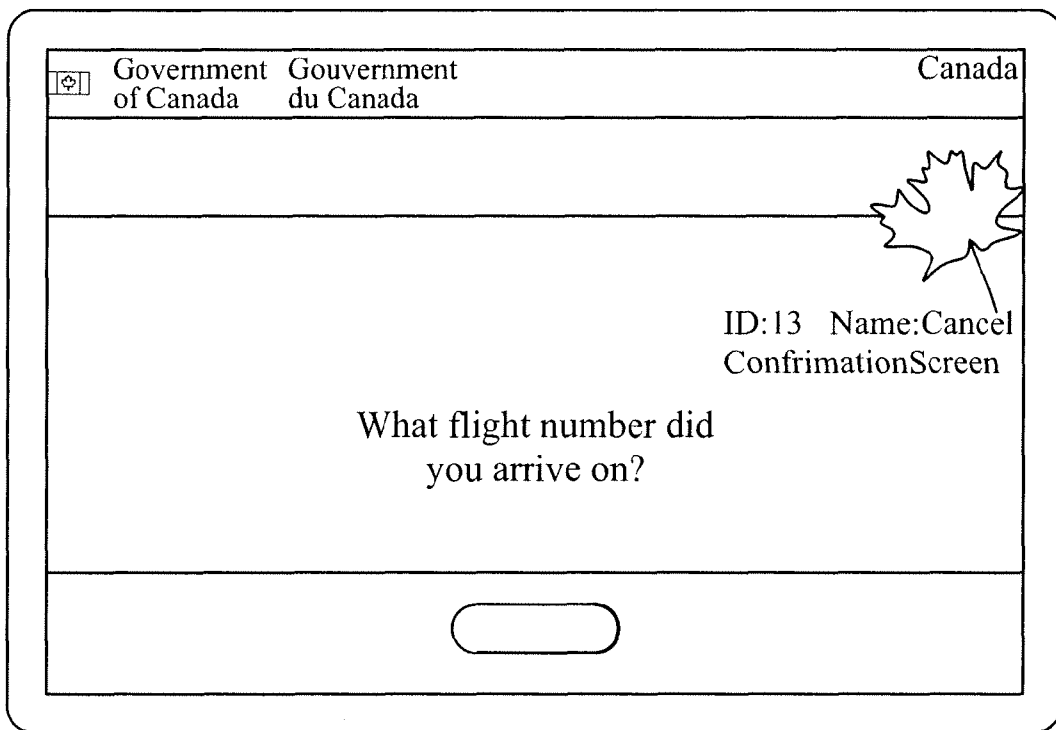 Government Gouvernment Canada
of Canada du Canada
ID:13 Name:Cancel
ConfrimationScreen
What flight number did
you arrive on?